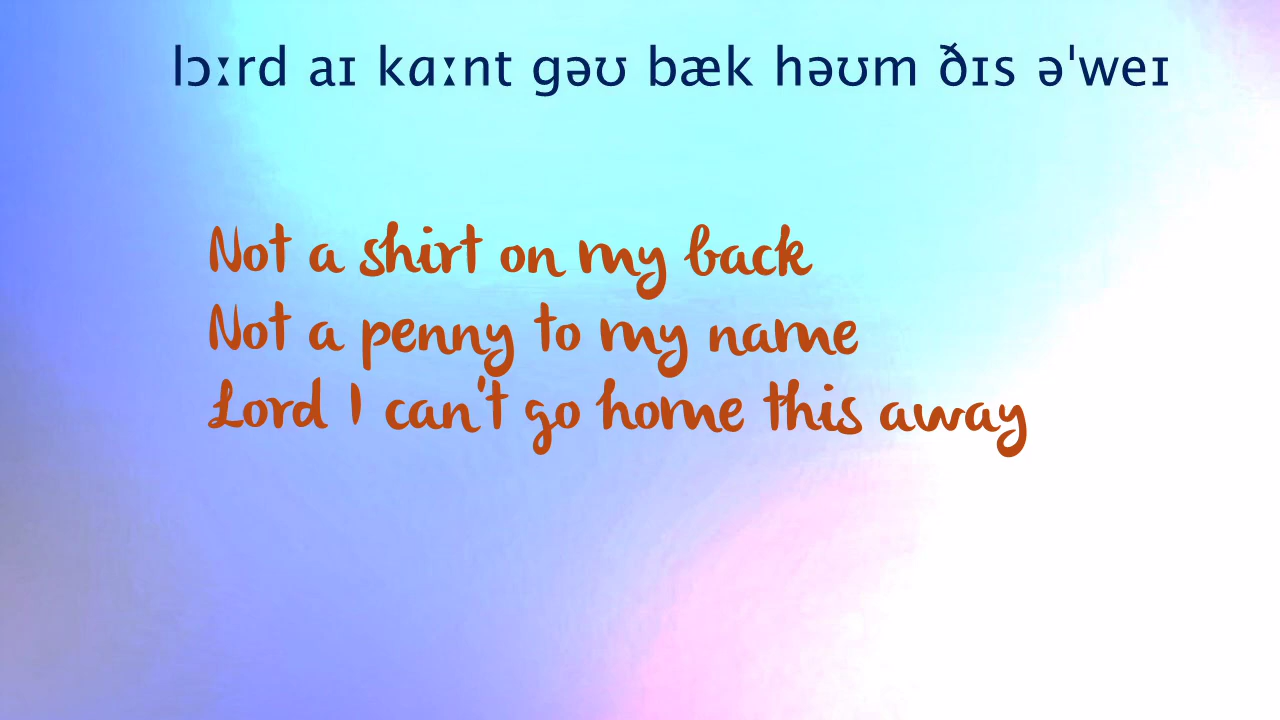 lɔːrd aɪ kɑːnt gəʊ bæk həʊm ðɪs əˈweɪ
Not a shirt on my back
Not a penny to my name
Lord I can't go home this away